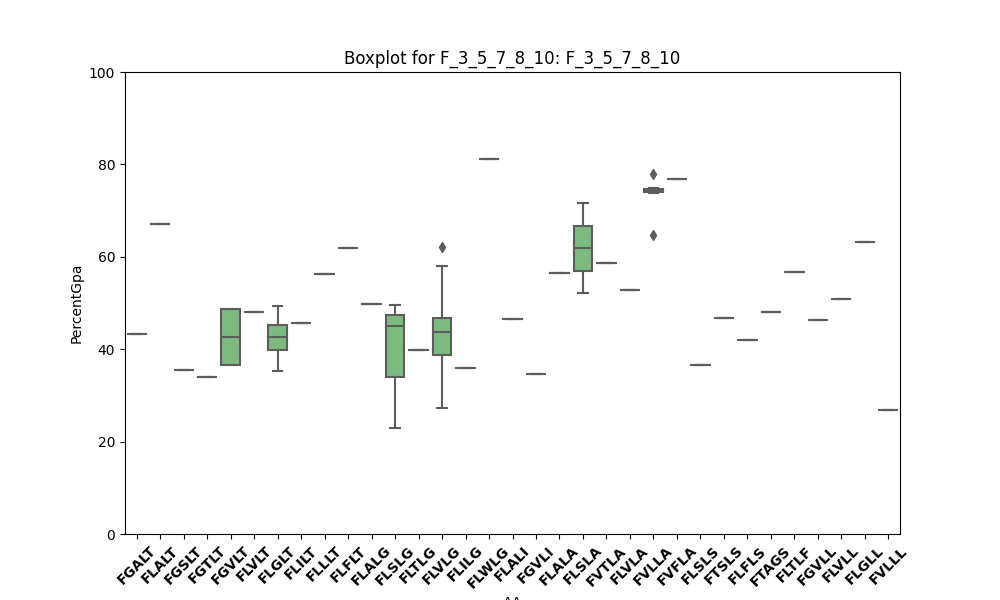 Boxplot for F_3_5_7_8_10: F_3_5_7_8_10
100
80
60
40
20
0
PercentGpa
FGALT
FLALT
FGSLT
FGTLT
FGVLT
FLVLT
FLGLT
FLILT
FLLLT
FLFLT
FLALG
FLSLG
FLTLG
FLVLG
FLILG
FLWLG
FLALI
FGVLI
FLALA
FLSLA
FVTLA
FLVLA
FVLLA
FVFLA
FLSLS
FTSLS
FLFLS
FTAGS
FLTLF
FGVLL
FLVLL
FLGLL
FVLLL